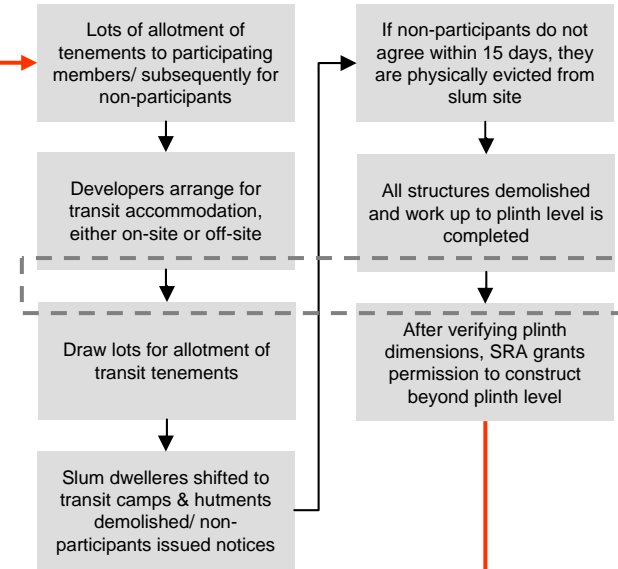 Lots of allotment of
tenements to participating
members/ subsequently for
non-participants
Developers arrange for
transit accommodation,
either on-site or off-site
Draw lots for allotment of
transit tenements
Slum dwelleres shifted to
transit camps & hutments
demolished/ non-
participants issued notices
If non-participants do not
agree within 15 days, they
are physically evicted from
slum site
All structures demolished
and work up to plinth level is
completed
After verifying plinth
dimensions, SRA grants
permission to construct
beyond plinth level